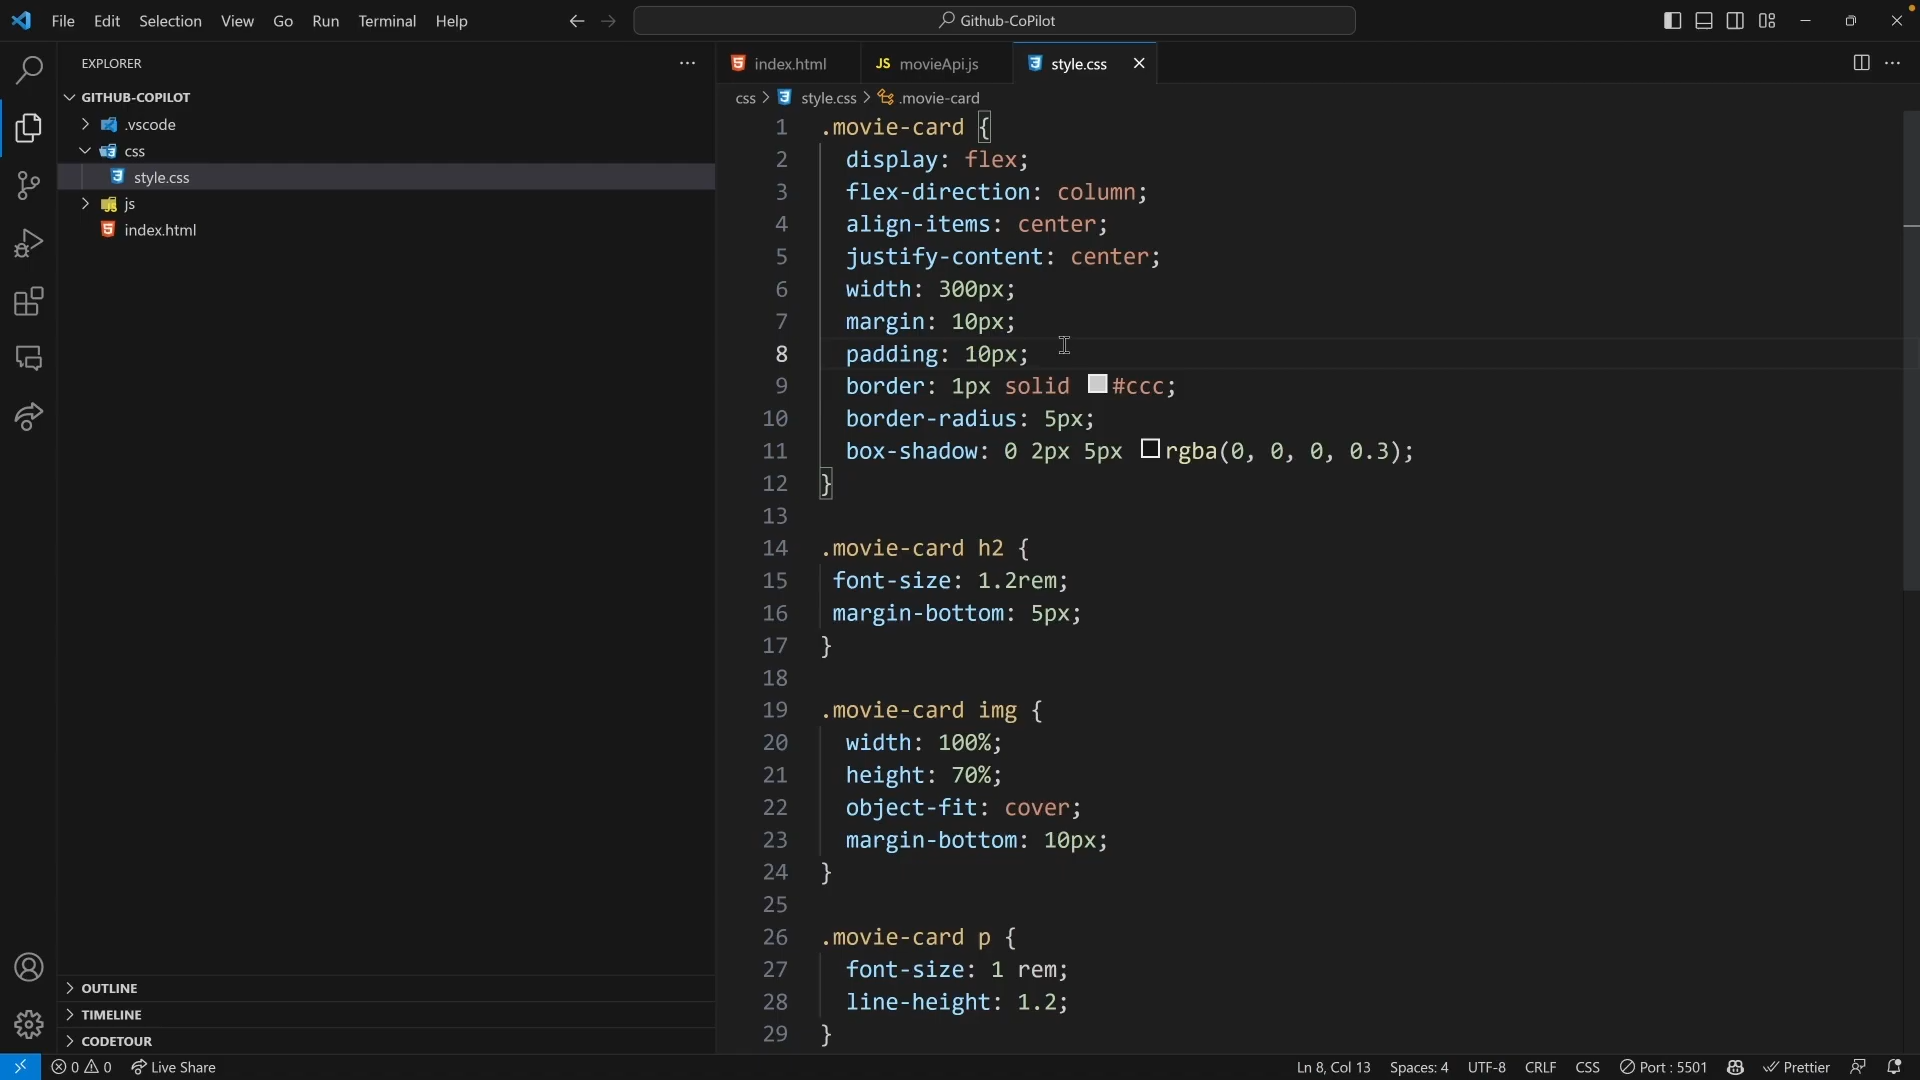 File Edit Selection View Go Run Terminal Help
Github-CoPilot
EXPLORER
GITHUB-COPILOT
.vscode
css
style.css
js
index.html
OUTLINE
TIMELINE
CODETOUR
index.html JS movieApi.js style.css
css > style.css > .movie-card
1 .movie-card {
2 display: flex;
3 flex-direction: column;
4 align-items: center;
5 justify-content: center;
6 width: 300px;
7 margin: 10px;
8 padding: 10px;
9 border: 1px solid #ccc;
10 border-radius: 5px;
11 box-shadow: 0 2px 5px rgba(0, 0, 0, 0.3);
12 }
13
14 .movie-card h2 {
15 font-size: 1.2rem;
16 margin-bottom: 5px;
17 }
18
19 .movie-card img {
20 width: 100%;
21 height: 70%;
22 object-fit: cover;
23 margin-bottom: 10px;
24 }
25
26 .movie-card p {
27 font-size: 1 rem;
28 line-height: 1.2;
29 }
0 0 Live Share Ln 8, Col 13 Spaces: 4 UTF-8 CRLF CSS Port : 5501 Prettier